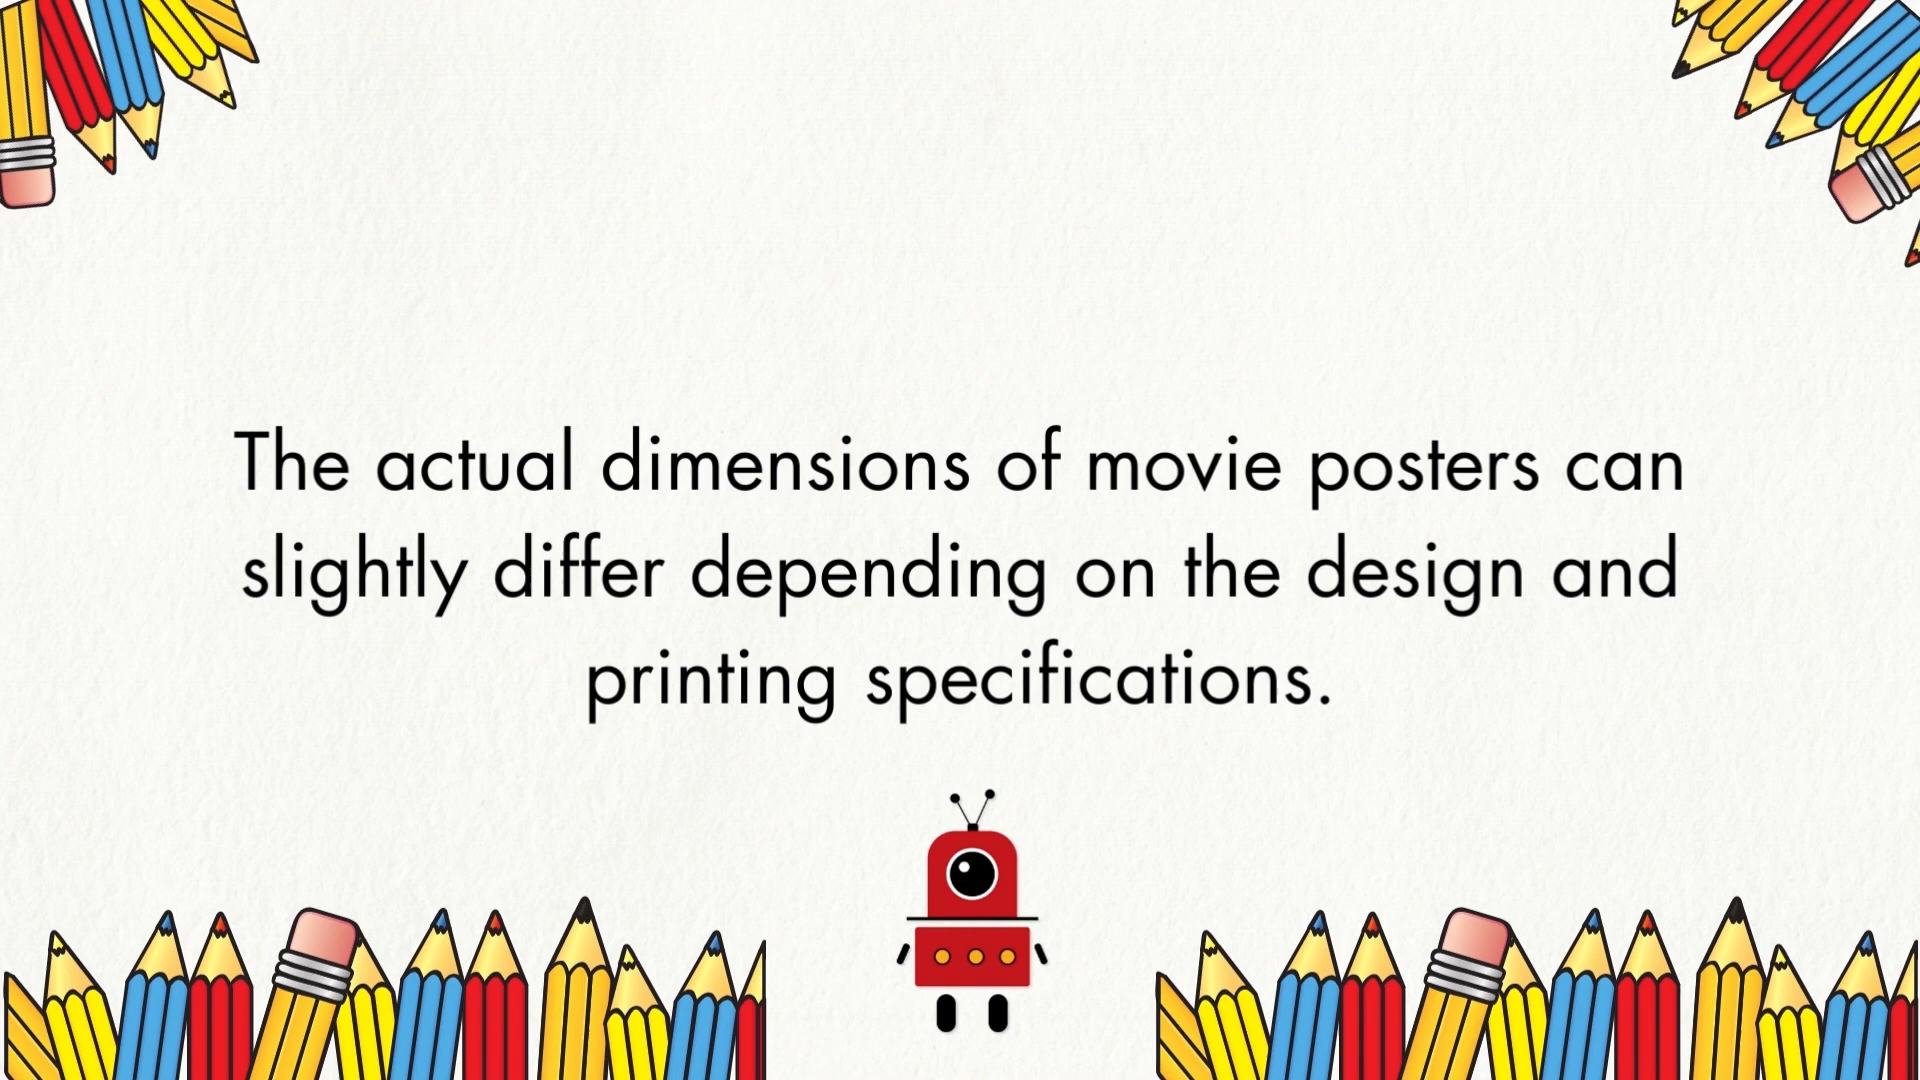 The actual dimensions of movie posters can
slightly differ depending on the design and
printing specifications.